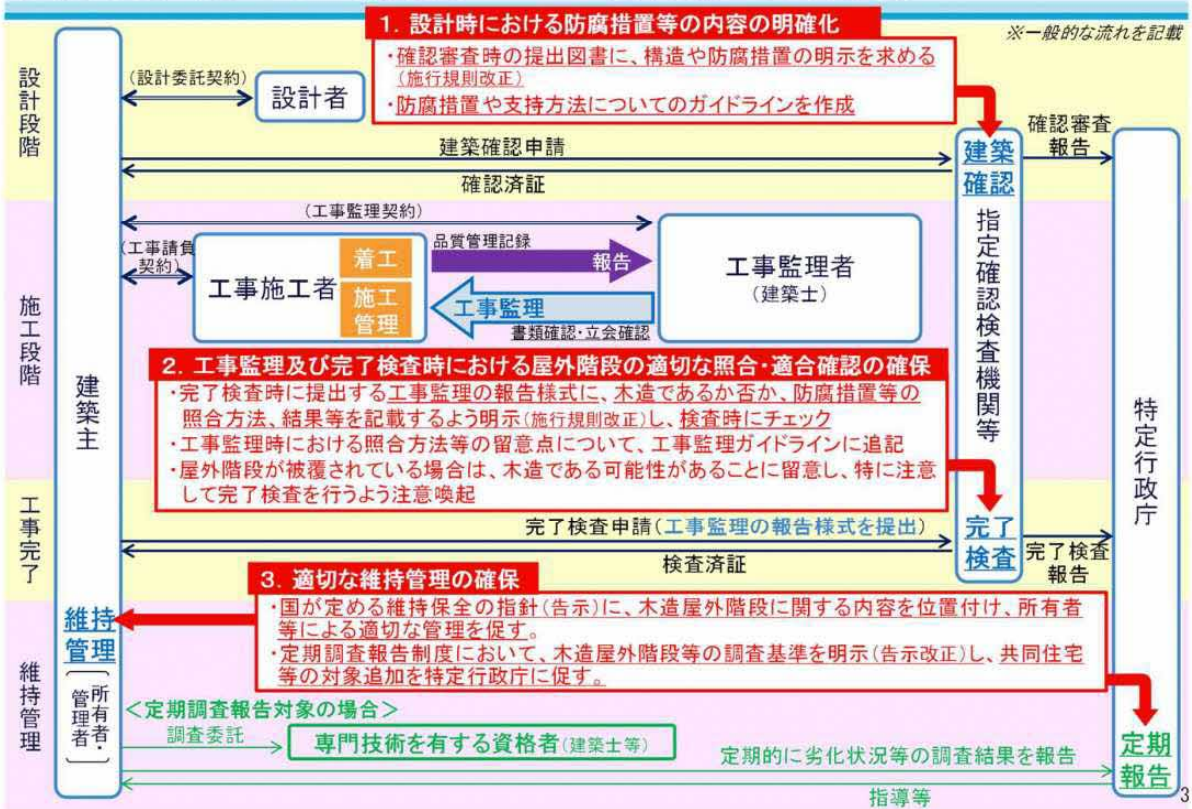 1. 設計時における防腐措置等の内容の明確化
※一般的な流れを記載
・確認審査時の提出図書に、構造や防腐措置の明示を求める
(施行規則改正)
・防腐措置や支持方法についてのガイドラインを作成
設計段階
(設計委託契約)
設計者
建築確認申請
確認済証
建築
確認
確認審査
報告
施工段階
建築主
(工事監理契約)
(工事請負
契約)
工事施工者
着工
施工
管理
品質管理記録
報告
工事監理
書類確認・立会確認
工事監理者
(建築士)
指定確認検査機関等
特定行政庁
2. 工事監理及び完了検査時における屋外階段の適切な照合・適合確認の確保
・完了検査時に提出する工事監理の報告様式に、木造であるか否か、防腐措置等の
照合方法、結果等を記載するよう明示(施行規則改正)し、検査時にチェック
・工事監理時における照合方法等の留意点について、工事監理ガイドラインに追記
・屋外階段が被覆されている場合は、木造である可能性があることに留意し、特に注意
して完了検査を行うよう注意喚起
工事完了
完了検査申請(工事監理の報告様式を提出)
検査済証
完了
検査
完了検査
報告
3. 適切な維持管理の確保
・国が定める維持保全の指針(告示)に、木造屋外階段に関する内容を位置付け、所有者
等による適切な管理を促す。
・定期調査報告制度において、木造屋外階段等の調査基準を明示(告示改正)し、共同住宅
等の対象追加を特定行政庁に促す。
維持管理
維持
管理
(所有者・
管理者)
<定期調査報告対象の場合>
調査委託
専門技術を有する資格者(建築士等)
定期的に劣化状況等の調査結果を報告
指導等
定期
報告
3